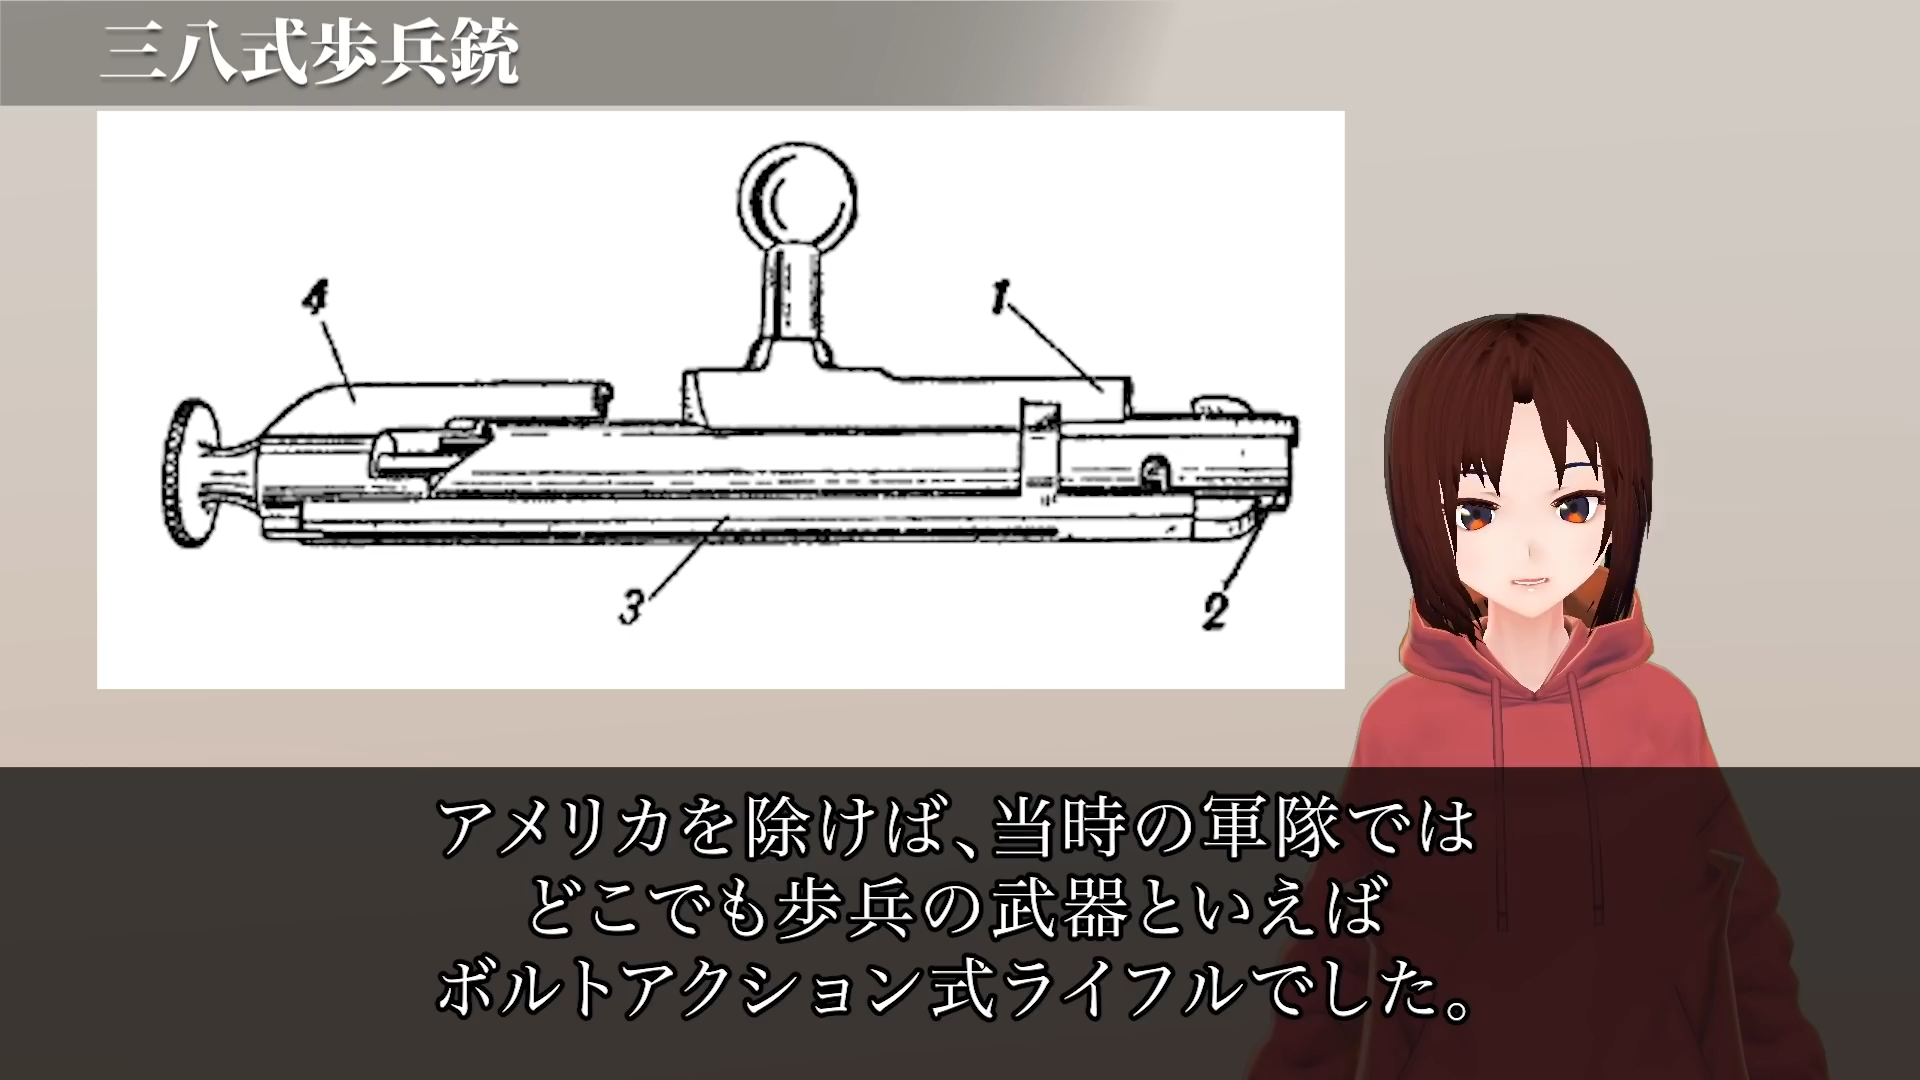 三八式歩兵銃
4
1
3
2
アメリカを除けば、当時の軍隊では
どこでも歩兵の武器といえば
ボルトアクション式ライフルでした。